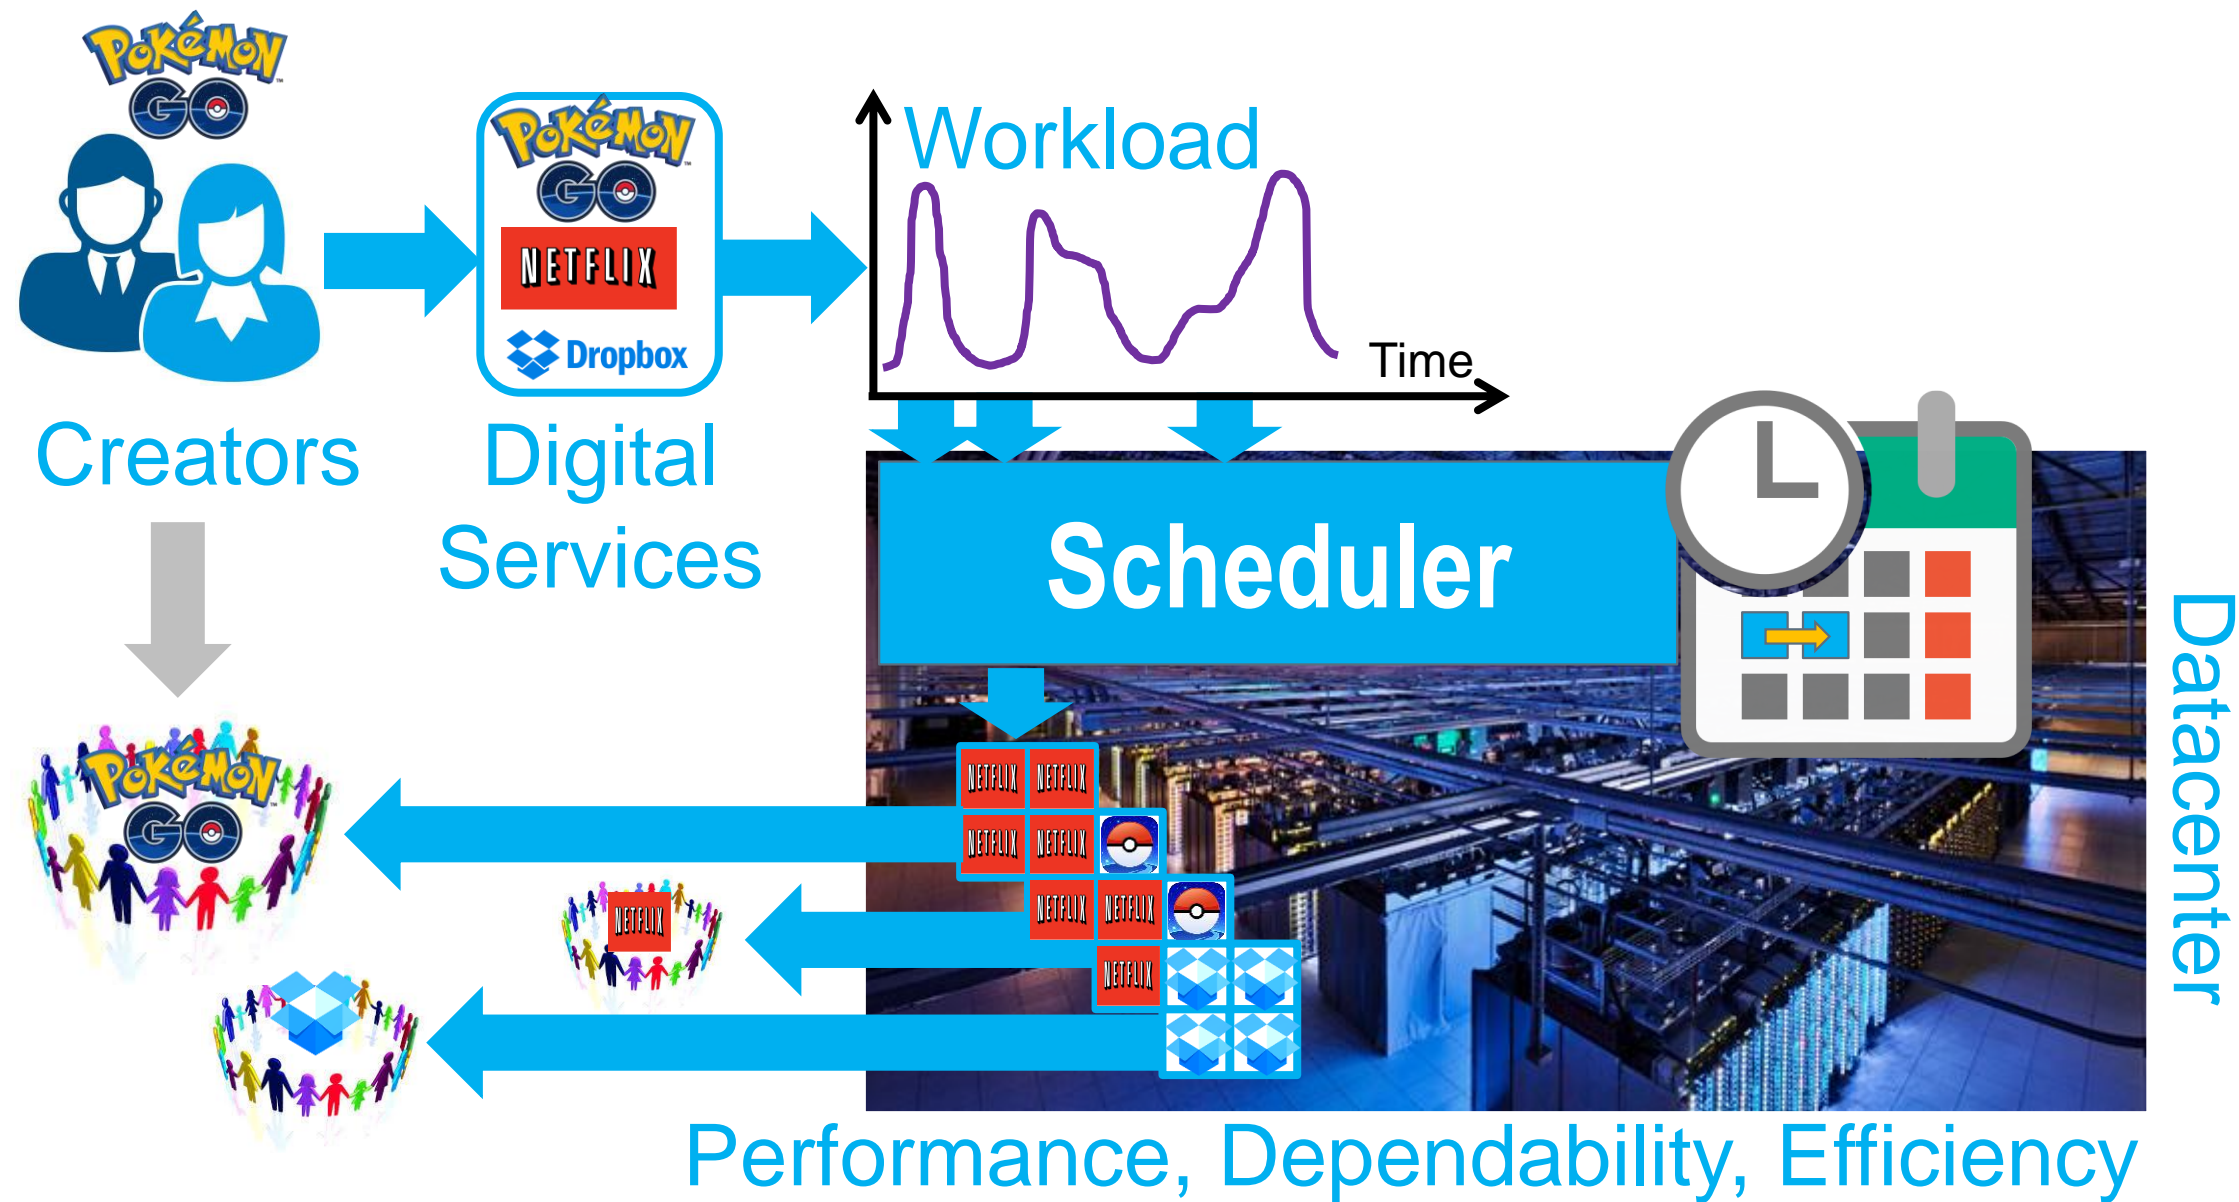 POKÉMON
GO
POKÉMON
GO
NETFLIX
Dropbox
Workload
Time
Creators
Digital
Services
Scheduler
Datacenter
POKÉMON
GO
NETFLIX
NETFLIX
NETFLIX
NETFLIX
NETFLIX
NETFLIX
NETFLIX
NETFLIX
Performance, Dependability, Efficiency